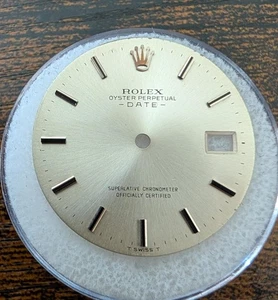 ROLEX
OYSTER PERPETUAL
-DATE-
SUPERLATIVE CHRONOMETER
OFFICIALLY CERTIFIED
T SWISS T